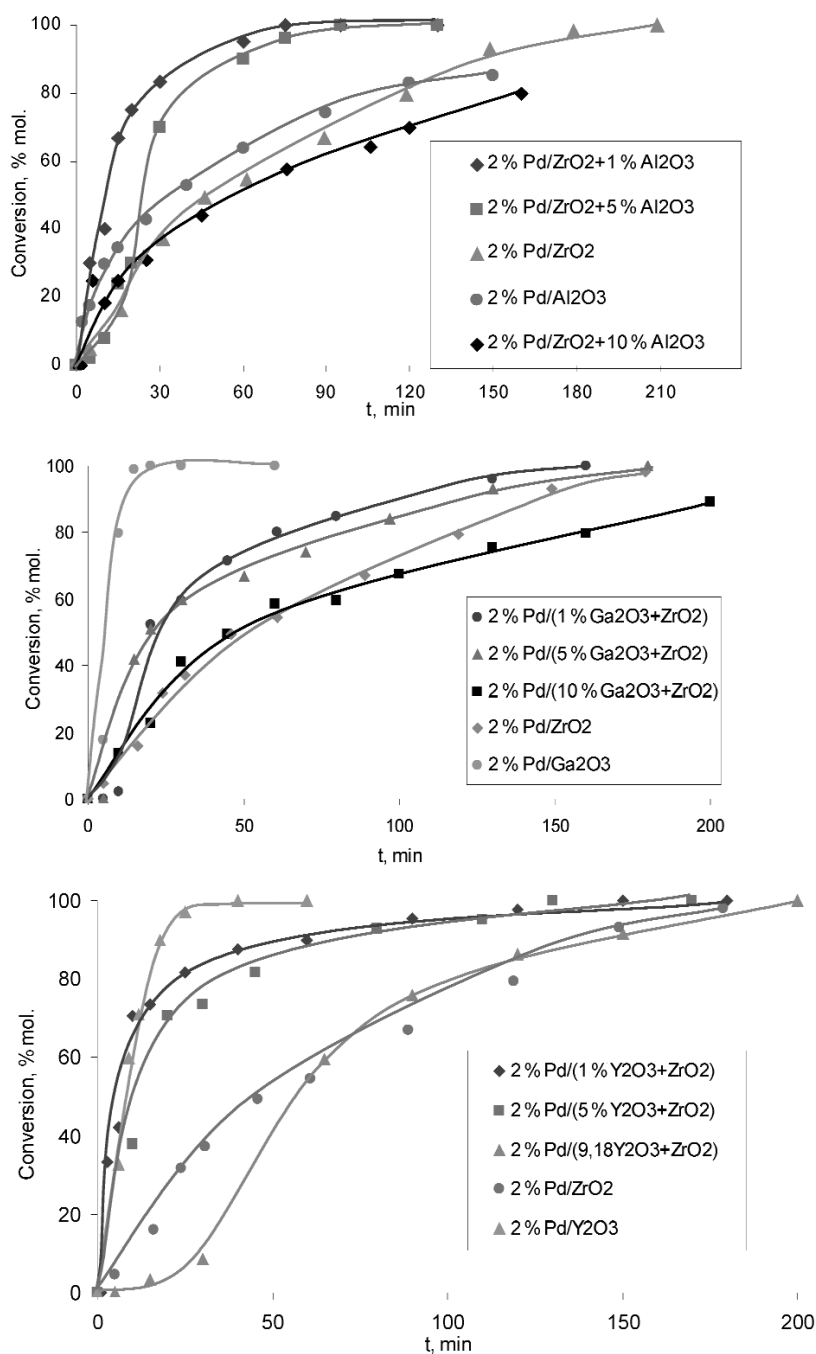 100
80
60
40
20
0
Conversion, % mol.
2 % Pd/ZrO2+1 % Al2O3
2 % Pd/ZrO2+5 % Al2O3
2 % Pd/ZrO2
2 % Pd/Al2O3
2 % Pd/ZrO2+10 % Al2O3
0 30 60 90 120 150 180 210
t, min
100
80
60
40
20
0
Conversion, % mol.
2 % Pd/(1 % Ga2O3+ZrO2)
2 % Pd/(5 % Ga2O3+ZrO2)
2 % Pd/(10 % Ga2O3+ZrO2)
2 % Pd/ZrO2
2 % Pd/Ga2O3
0 50 100 150 200
t, min
100
80
60
40
20
0
Conversion, % mol.
2 % Pd/(1 % Y2O3+ZrO2)
2 % Pd/(5 % Y2O3+ZrO2)
2 % Pd/(9,18Y2O3+ZrO2)
2 % Pd/ZrO2
2 % Pd/Y2O3
0 50 100 150 200
t, min